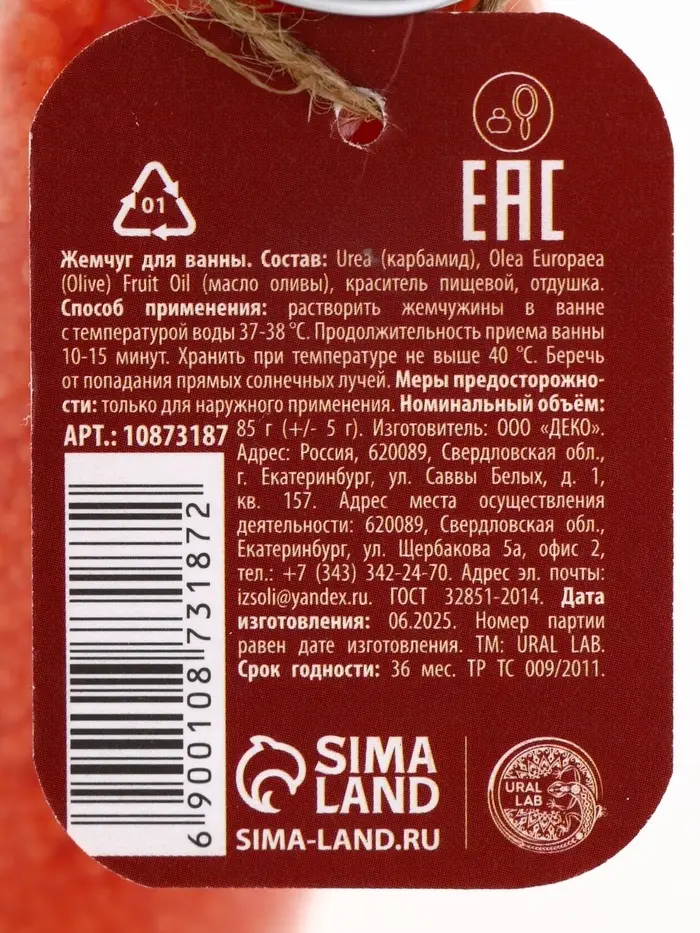 01
EAC
Жемчуг для ванны. Состав: Urea (карбамид), Olea Europaea
(Olive) Fruit Oil (масло оливы), краситель пищевой, отдушка.
Способ применения: растворить жемчужины в ванне
с температурой воды 37-38 °С. Продолжительность приема ванны
10-15 минут. Хранить при температуре не выше 40 °С. Беречь
от попадания прямых солнечных лучей. Меры предосторожно-
сти: только для наружного применения. Номинальный объём:
АРТ.: 10873187 85 г (+/- 5 г). Изготовитель: ООО «ДЕКО».
Адрес: Россия, 620089, Свердловская обл.,
г. Екатеринбург, ул. Саввы Белых, д. 1,
кв. 157. Адрес места осуществления
деятельности: 620089, Свердловская обл.,
Екатеринбург, ул. Щербакова 5а, офис 2,
тел.: +7 (343) 342-24-70. Адрес эл. почты:
izsoli@yandex.ru. ГОСТ 32851-2014. Дата
изготовления: 06.2025. Номер партии
равен дате изготовления. ТМ: URAL LAB.
Срок годности: 36 мес. ТР ТС 009/2011.
6900108731872
SIMA
LAND
SIMA-LAND.RU
URAL
LAB